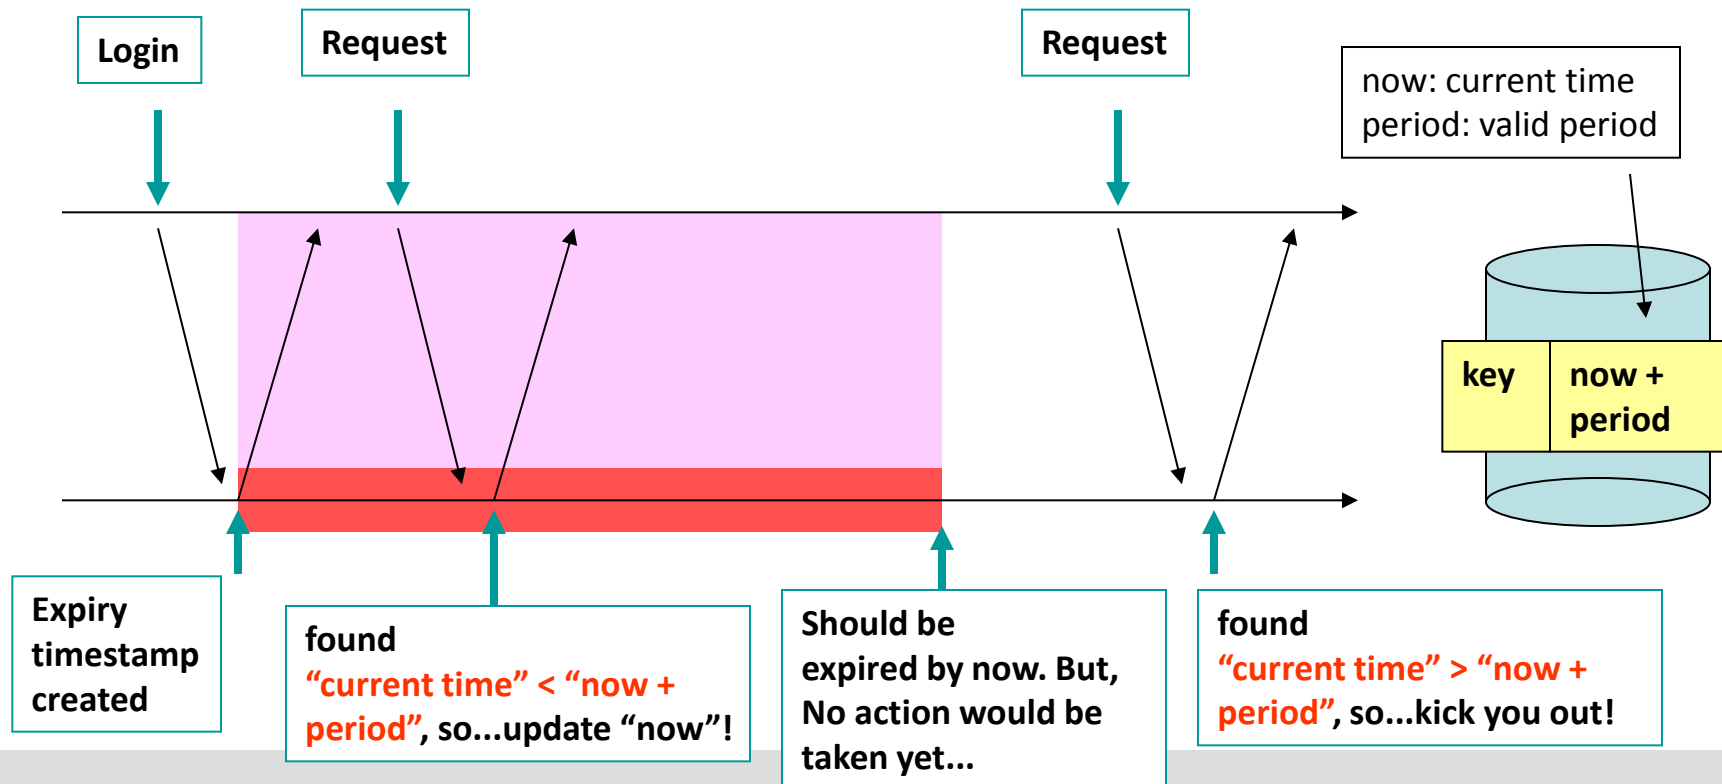 Login
Request
Request
now: current time
period: valid period
key
now +
period
Expiry
timestamp
created
found
“current time” < “now +
period”, so...update “now”!
Should be
expired by now. But,
No action would be
taken yet...
found
“current time” > “now +
period”, so...kick you out!